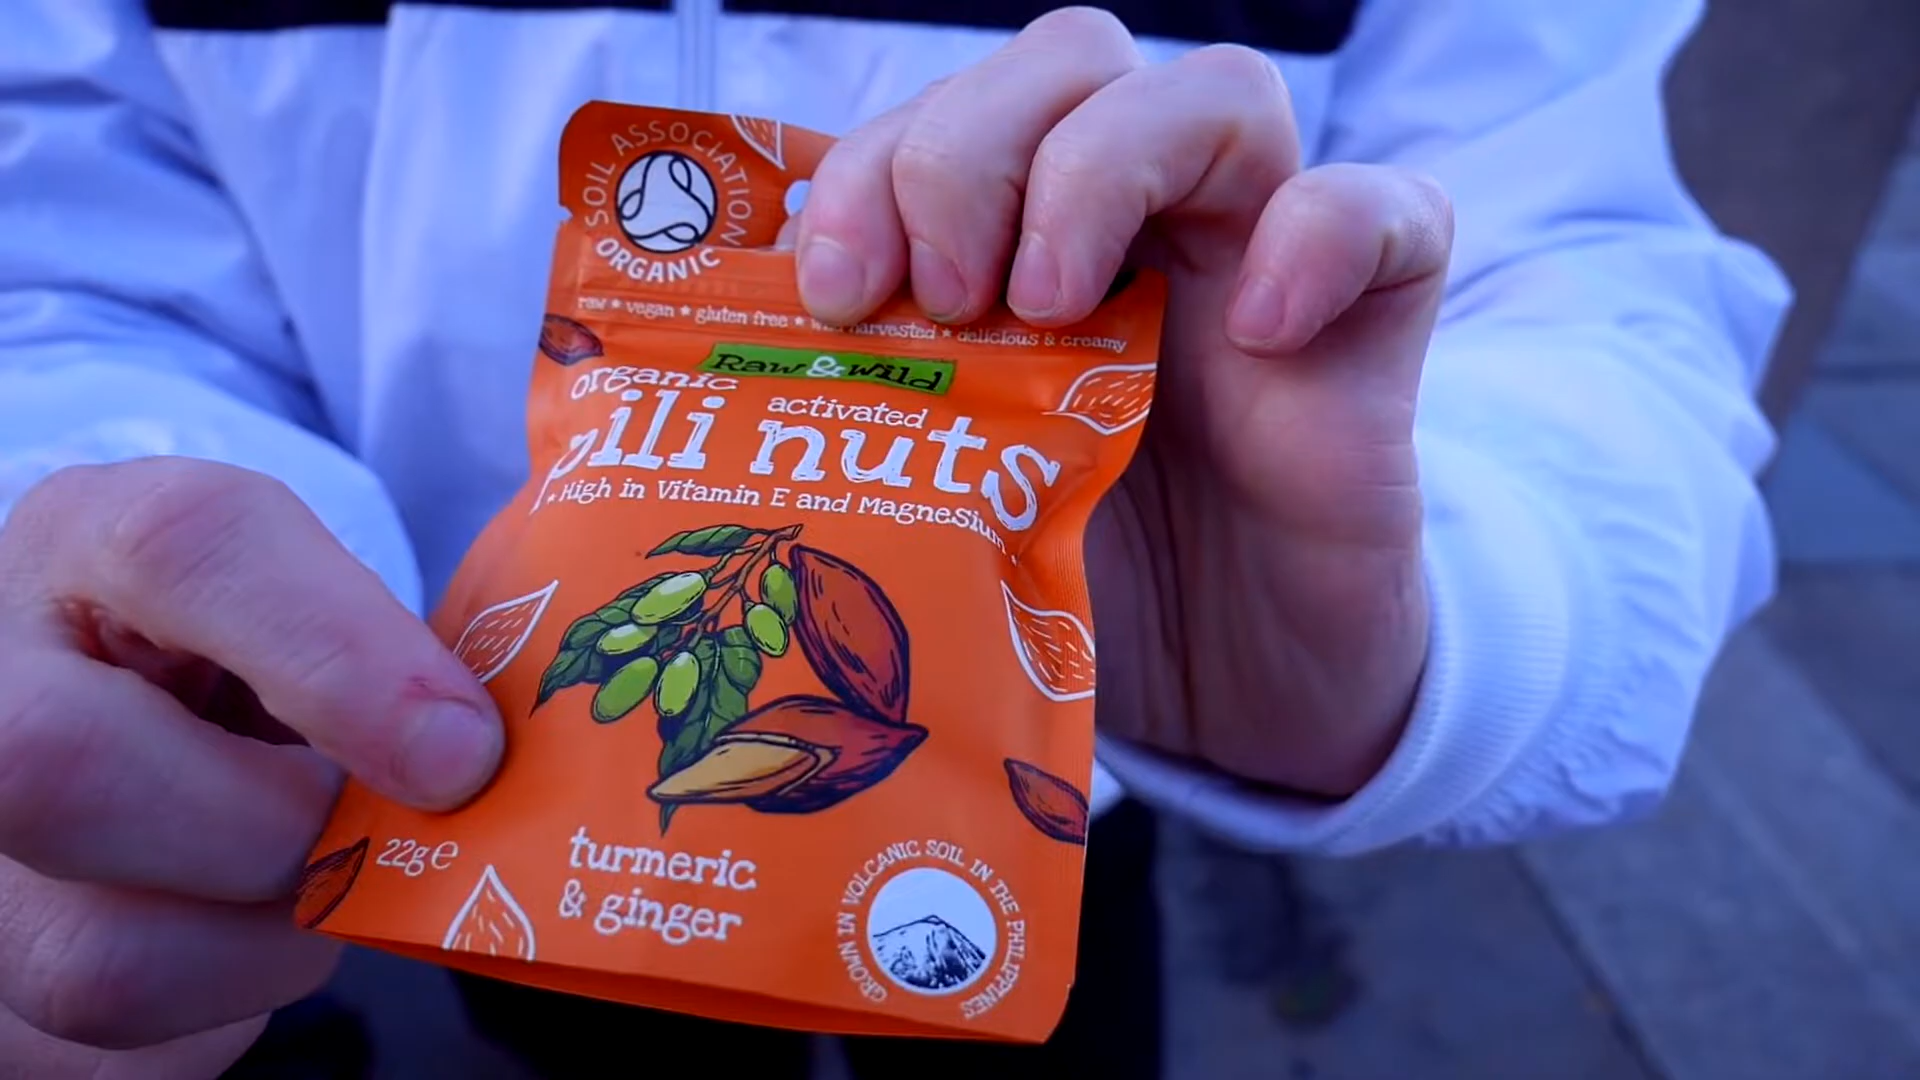 SOIL ASSOCIATION
ORGANIC
raw * vegan * gluten free * harvested * delicious & creamy
Raw & wild
organic
activated
pili nuts
* High in Vitamin E and Magnesium *
22g e
turmeric
& ginger
GROWN IN VOLCANIC SOIL IN THE PHILIPPINES